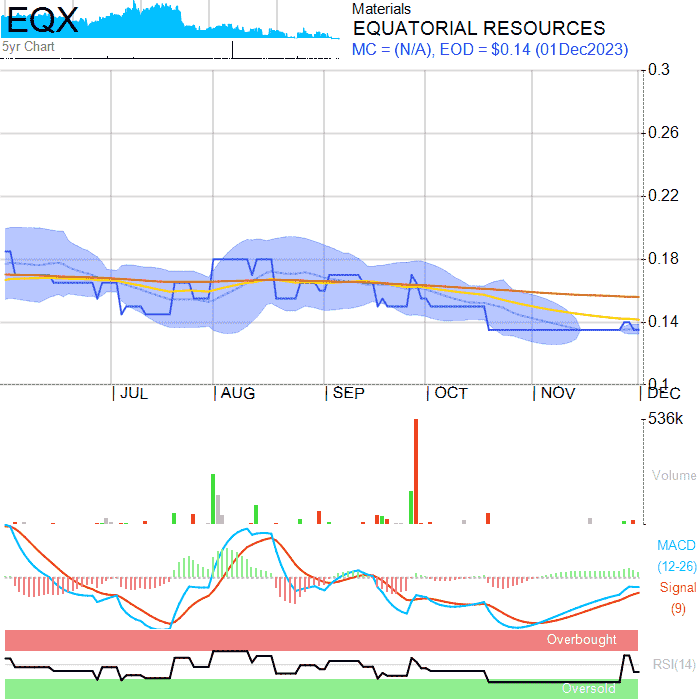 EQX
5yr Chart
Materials
EQUATORIAL RESOURCES
MC = (N/A), EOD = $0.14 (01Dec2023)
0.3
0.26
0.22
0.18
0.14
0.1
JUL AUG SEP OCT NOV DEC
536k
Volume
MACD
(12-26)
Signal
(9)
Overbought
RSI(14)
Oversold